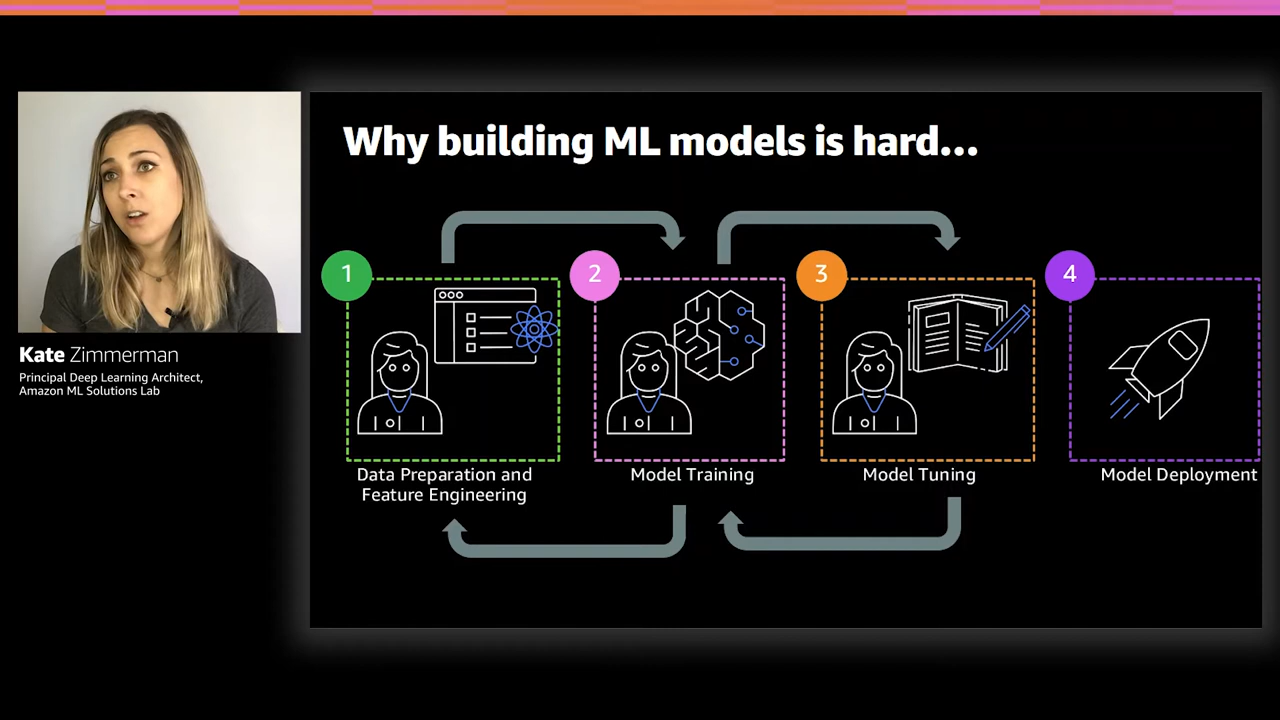 Why building ML models is hard...
1
2
3
4
Data Preparation and
Feature Engineering
Model Training
Model Tuning
Model Deployment
Kate Zimmerman
Principal Deep Learning Architect,
Amazon ML Solutions Lab